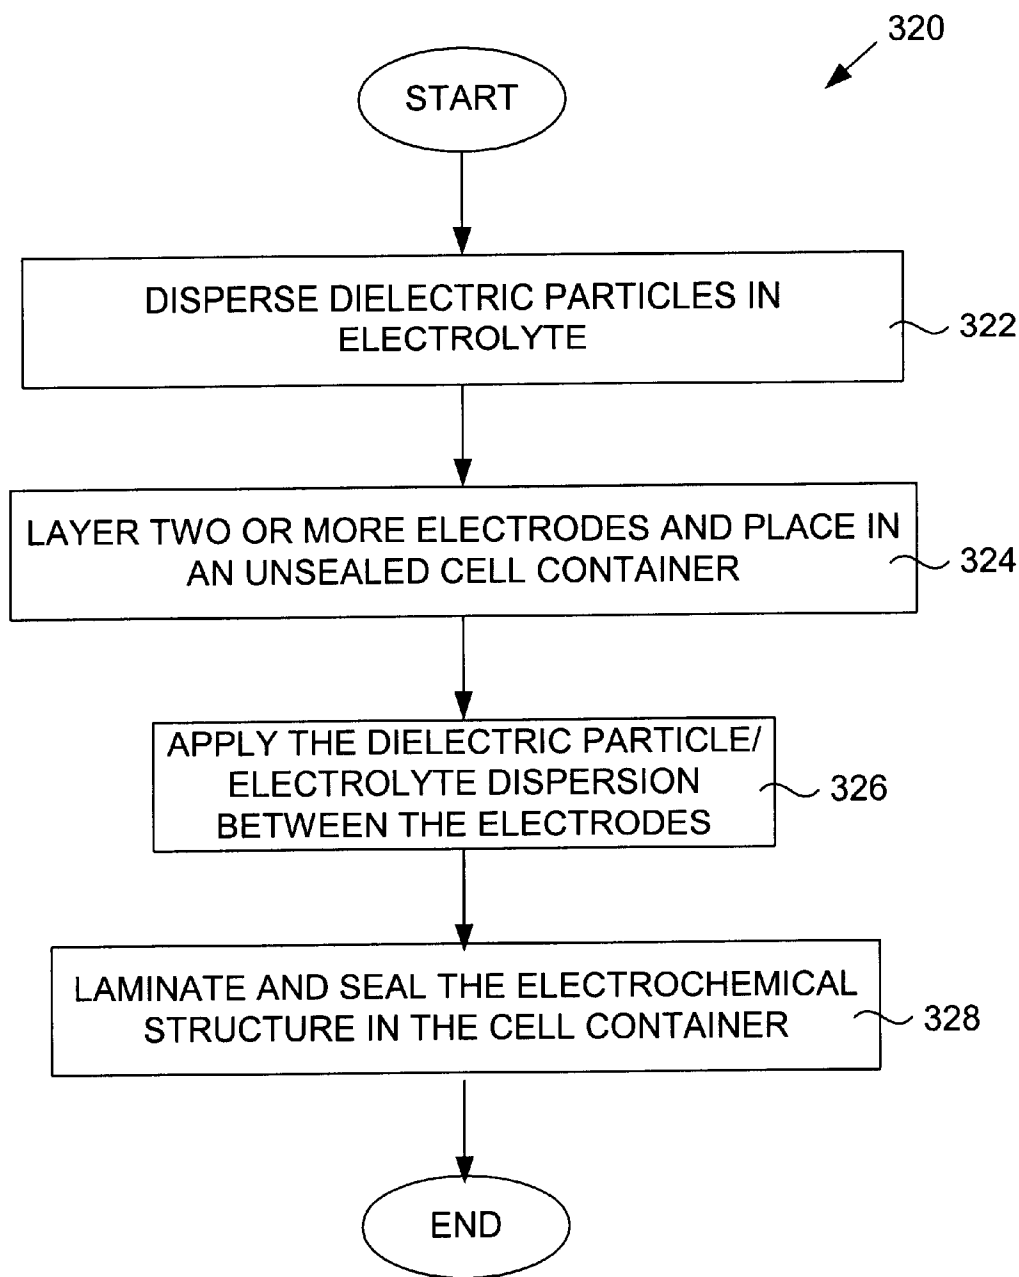 320
START
DISPERSE DIELECTRIC PARTICLES IN
ELECTROLYTE
322
LAYER TWO OR MORE ELECTRODES AND PLACE IN
AN UNSEALED CELL CONTAINER
324
APPLY THE DIELECTRIC PARTICLE/
ELECTROLYTE DISPERSION
BETWEEN THE ELECTRODES
326
LAMINATE AND SEAL THE ELECTROCHEMICAL
STRUCTURE IN THE CELL CONTAINER
328
END